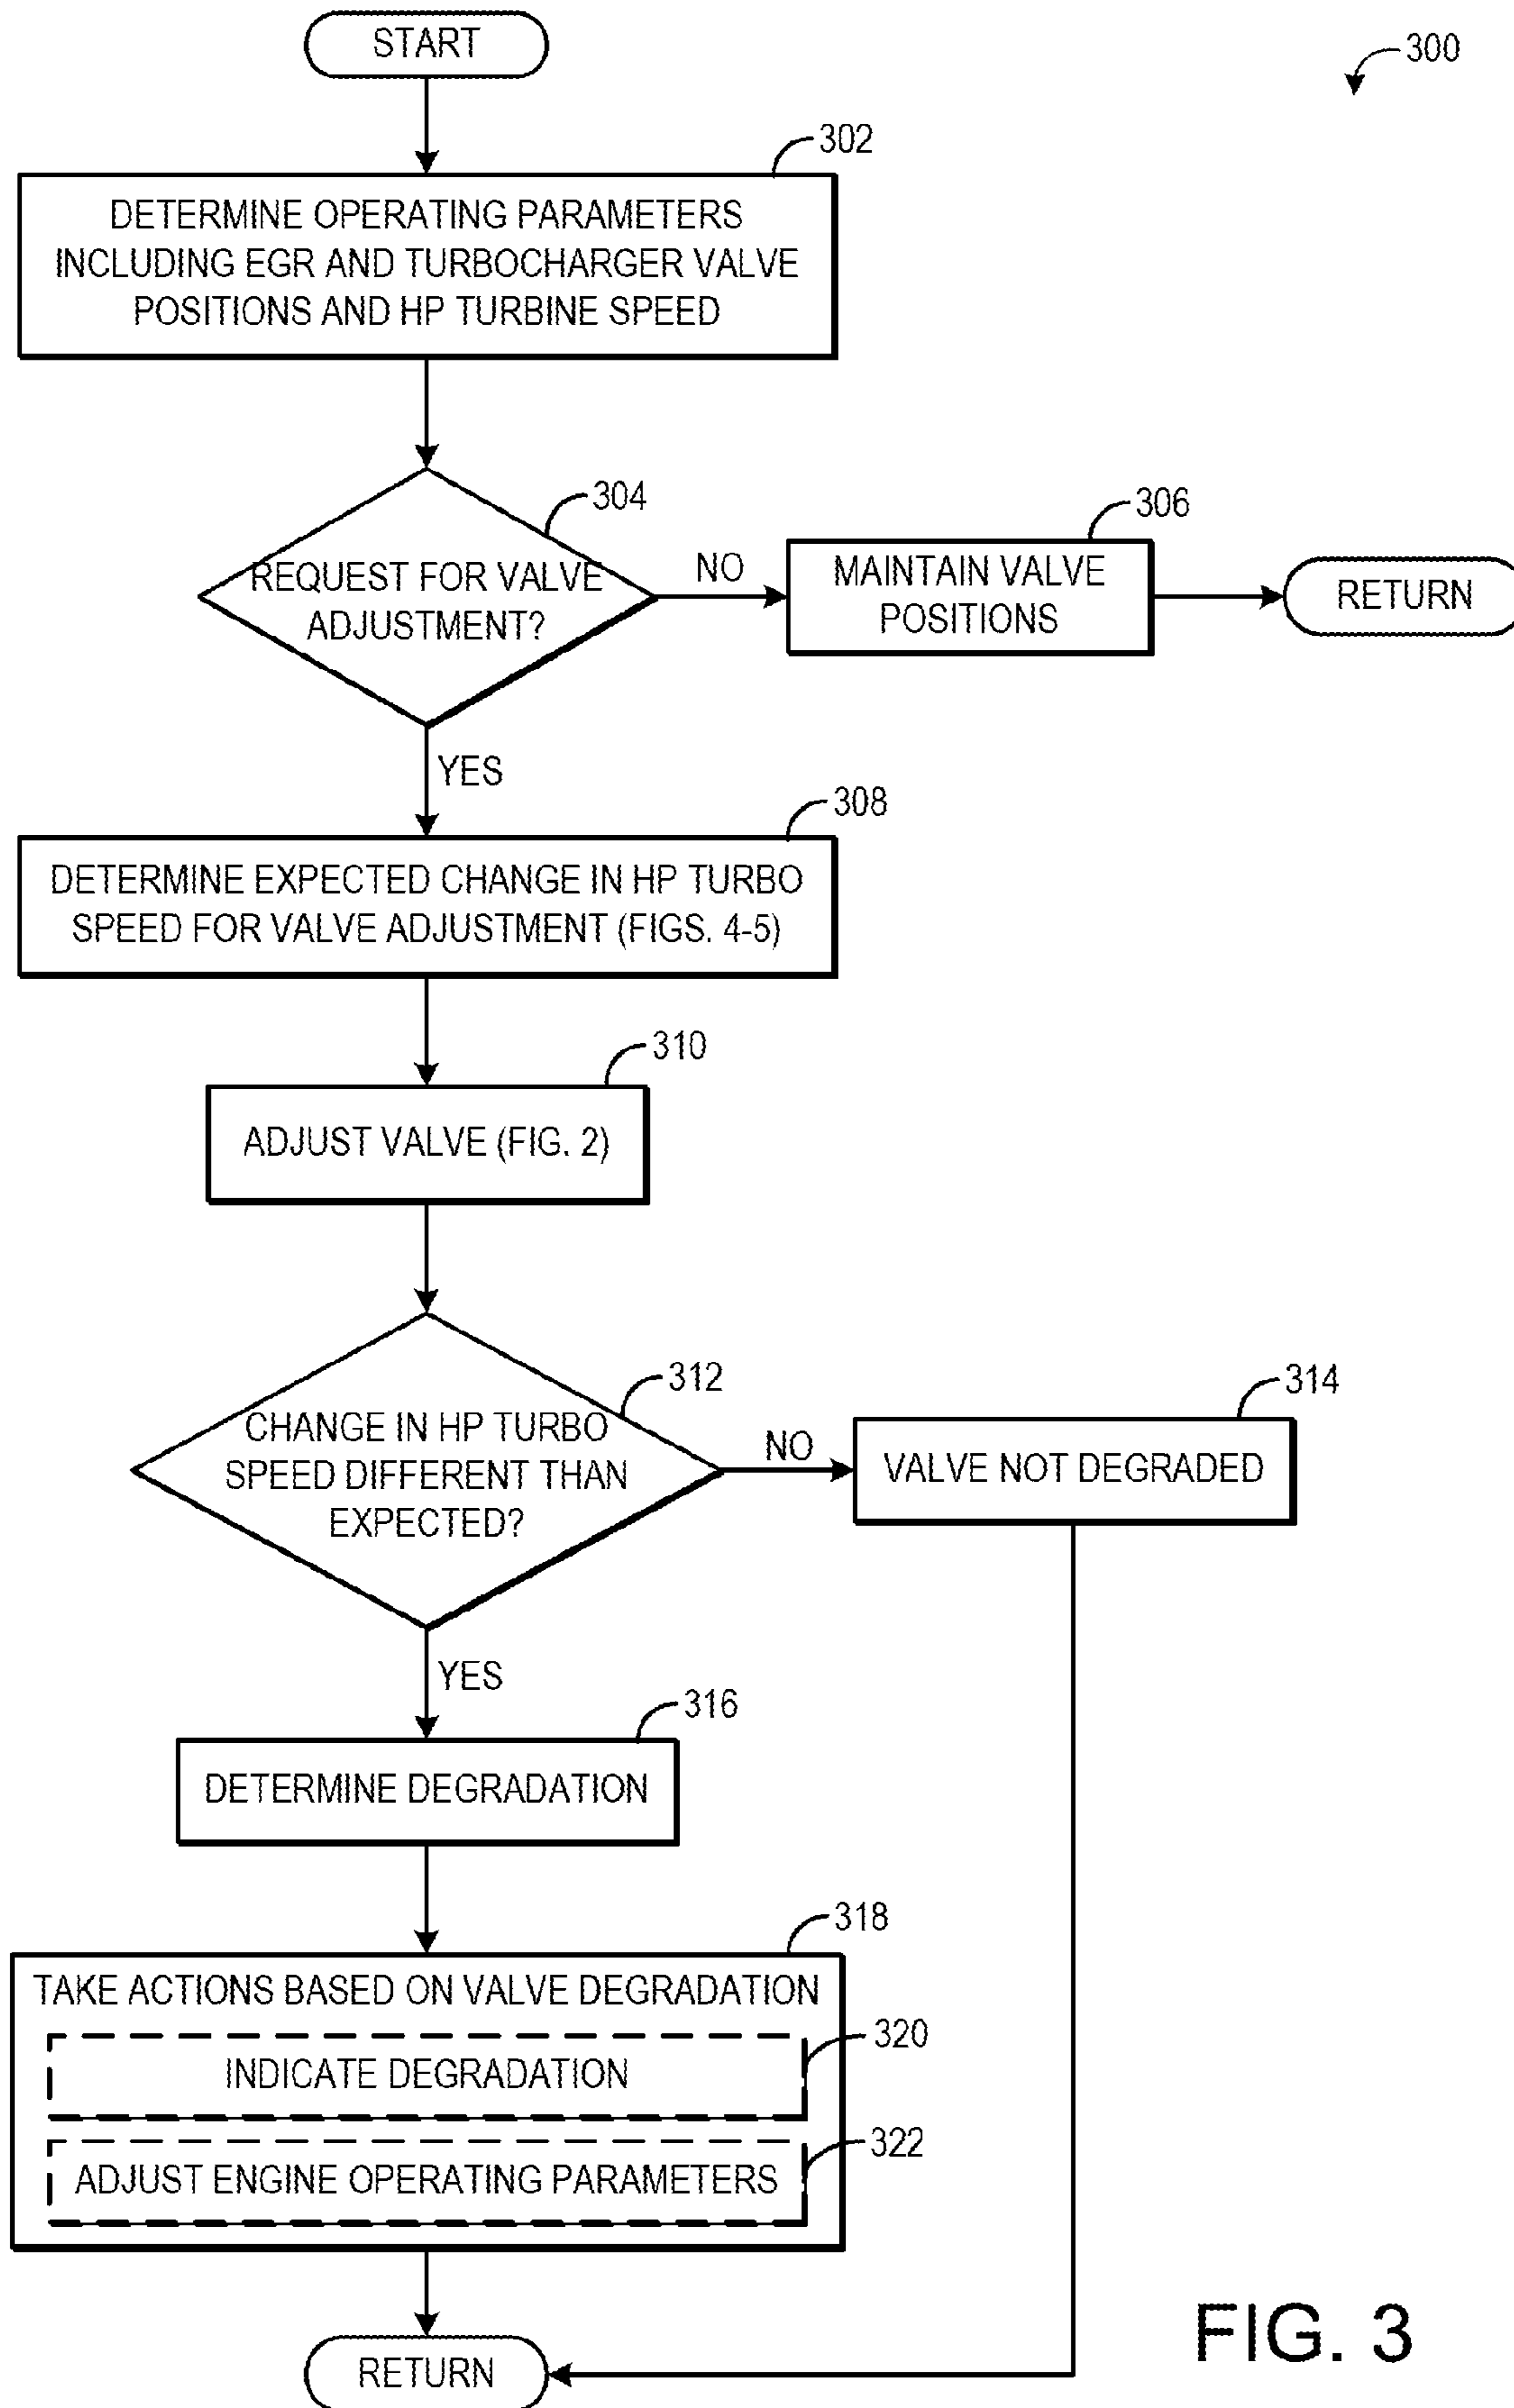 START
300
302
DETERMINE OPERATING PARAMETERS
INCLUDING EGR AND TURBOCHARGER VALVE
POSITIONS AND HP TURBINE SPEED
304
REQUEST FOR VALVE
ADJUSTMENT?
NO
306
MAINTAIN VALVE
POSITIONS
RETURN
YES
308
DETERMINE EXPECTED CHANGE IN HP TURBO
SPEED FOR VALVE ADJUSTMENT (FIGS. 4-5)
310
ADJUST VALVE (FIG. 2)
312
CHANGE IN HP TURBO
SPEED DIFFERENT THAN
EXPECTED?
NO
314
VALVE NOT DEGRADED
YES
316
DETERMINE DEGRADATION
318
TAKE ACTIONS BASED ON VALVE DEGRADATION
320
INDICATE DEGRADATION
322
ADJUST ENGINE OPERATING PARAMETERS
RETURN
FIG. 3